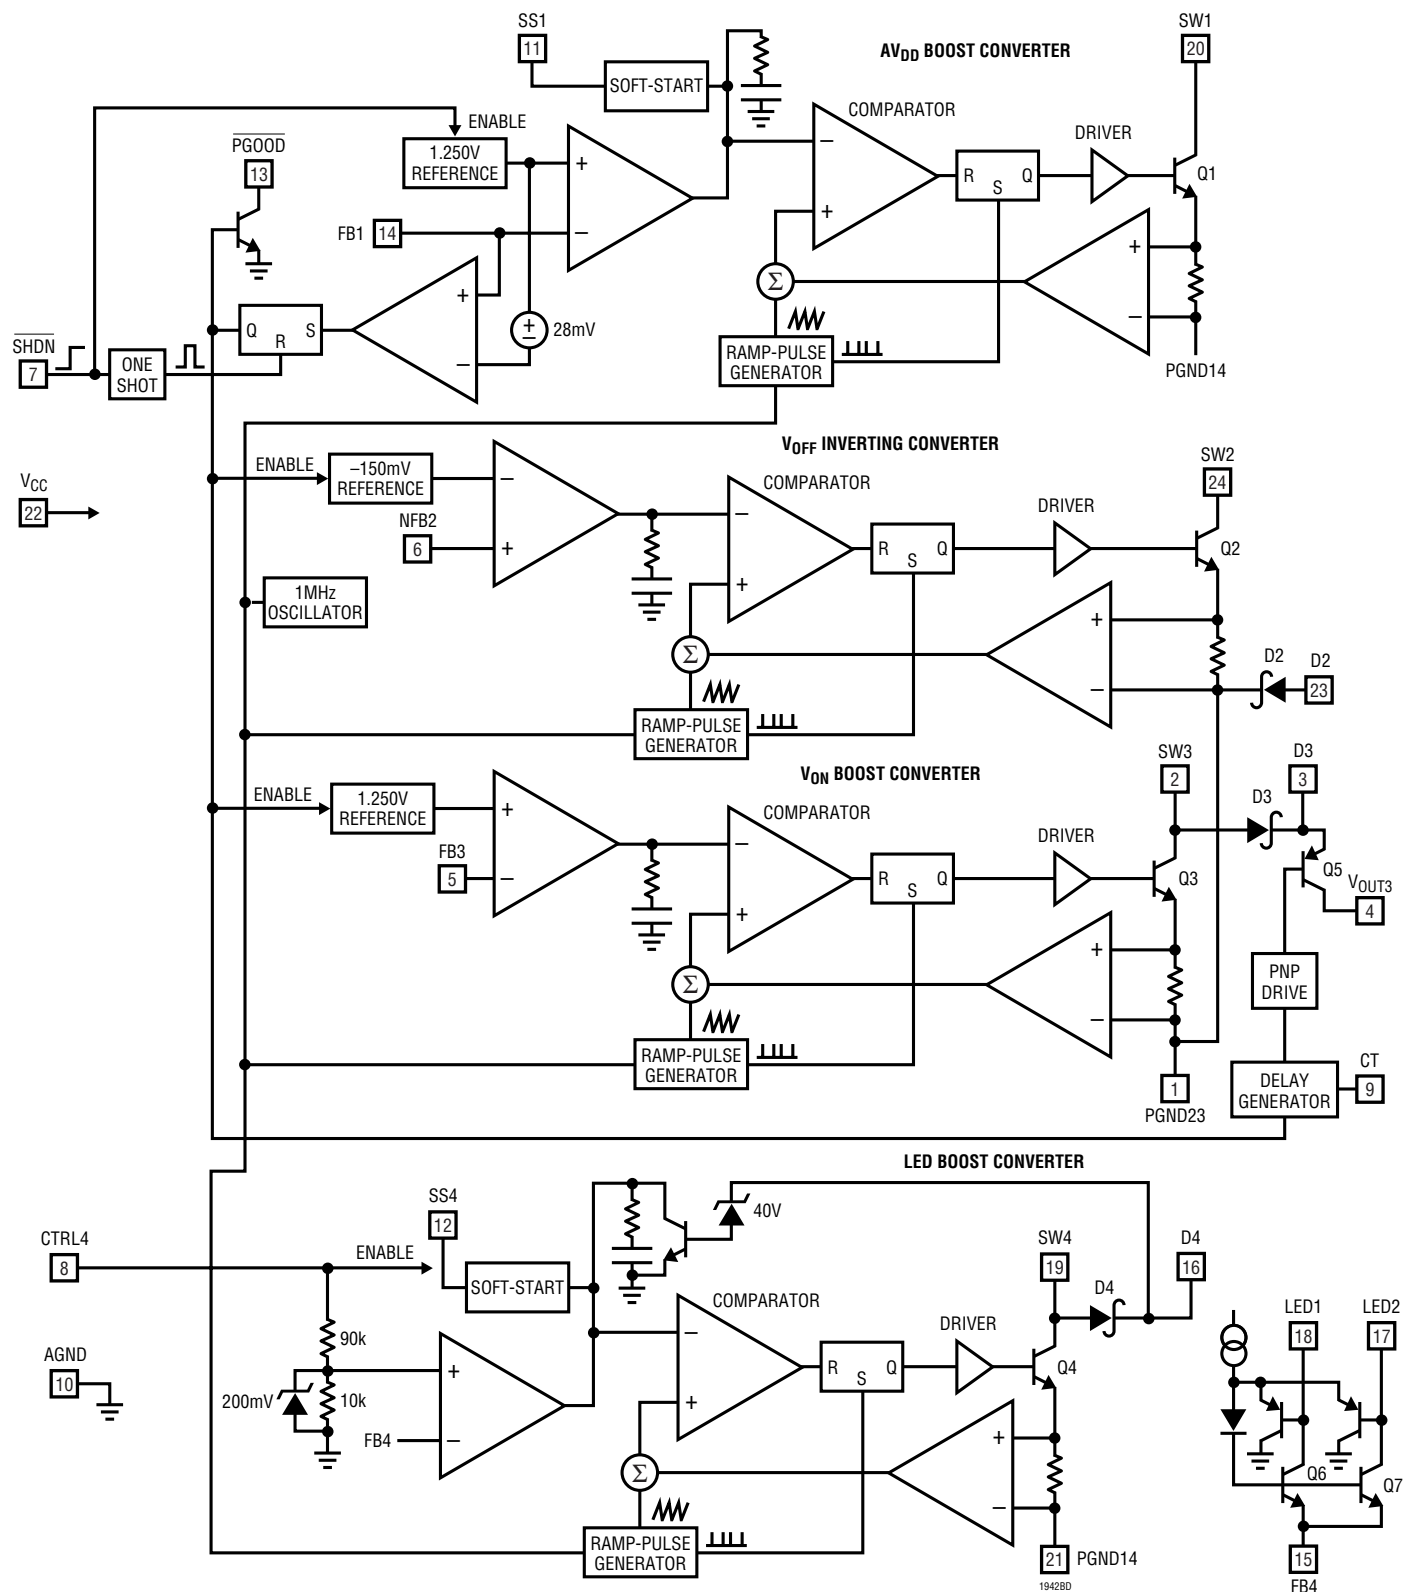 SS1
11
SOFT-START
AVDD BOOST CONVERTER
SW1
20
ENABLE
1.250V
REFERENCE
COMPARATOR
DRIVER
PGOOD
13
+
−
−
+
R
S
Q
Q1
FB1
14
Σ
+
−
+
−
+
−
28mV
Q
R
S
SHDN
7
ONE
SHOT
RAMP-PULSE
GENERATOR
PGND14
VOFF INVERTING CONVERTER
VCC
22
ENABLE
–150mV
REFERENCE
NFB2
6
−
+
COMPARATOR
−
+
R
S
Q
DRIVER
SW2
24
Q2
1MHz
OSCILLATOR
Σ
+
−
D2
D2
23
RAMP-PULSE
GENERATOR
VON BOOST CONVERTER
SW3
2
D3
3
ENABLE
1.250V
REFERENCE
FB3
5
+
−
COMPARATOR
−
+
R
S
Q
DRIVER
Q3
D3
Q5
VOUT3
4
Σ
+
−
PNP
DRIVE
RAMP-PULSE
GENERATOR
1
PGND23
DELAY
GENERATOR
CT
9
LED BOOST CONVERTER
SS4
12
40V
CTRL4
8
ENABLE
SOFT-START
SW4
19
D4
D4
16
COMPARATOR
DRIVER
LED1
18
LED2
17
90k
AGND
10
200mV
10k
FB4
+
−
−
+
R
S
Q
Q4
Σ
+
−
Q6
Q7
RAMP-PULSE
GENERATOR
21
PGND14
15
FB4
1942BD